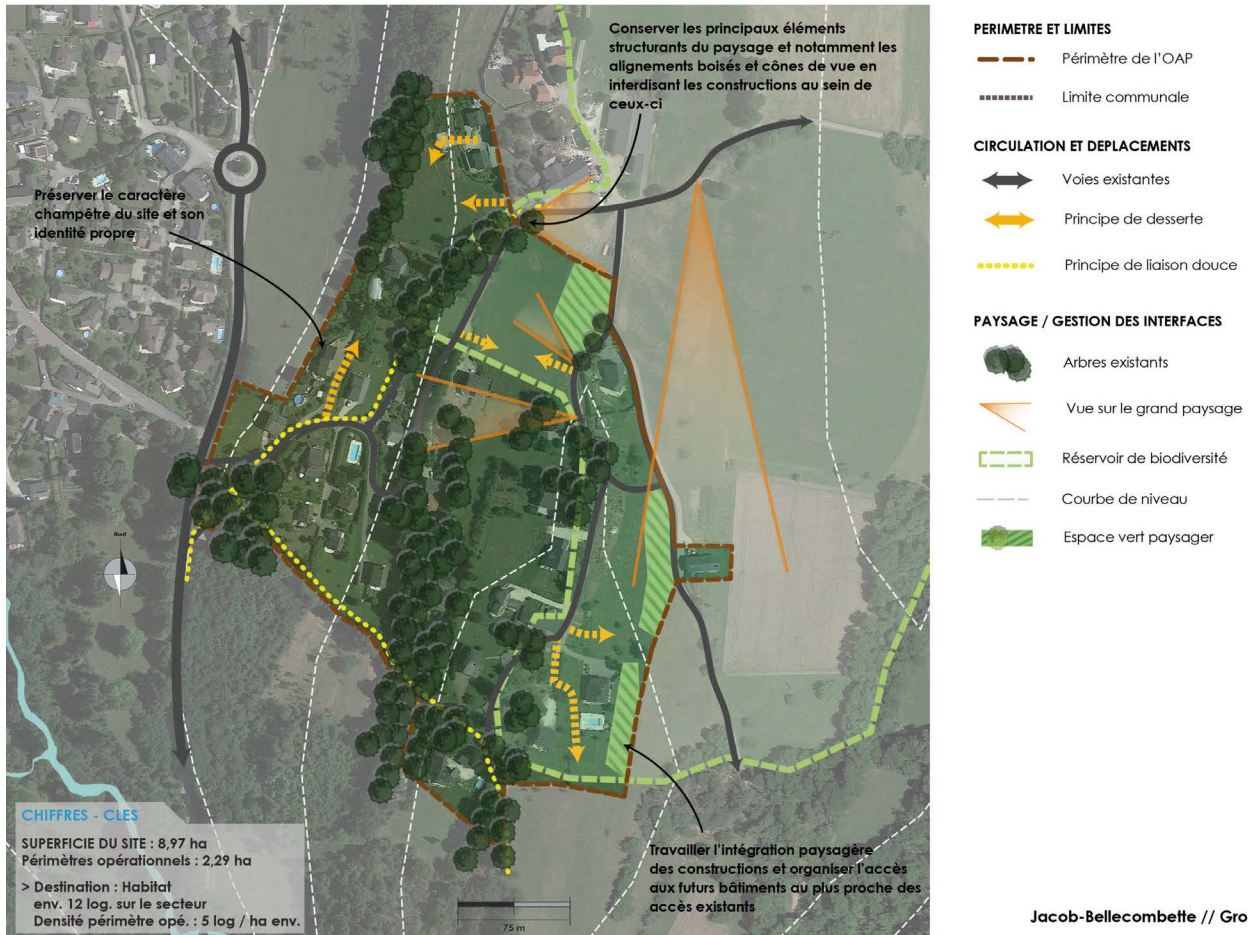 Conserver les principaux éléments
structurants du paysage et notamment les
alignements boisés et cônes de vue en
interdisant les constructions au sein de
ceux-ci
Préserver le caractère
champêtre du site et son
identité propre
Nord
CHIFFRES - CLES
SUPERFICIE DU SITE : 8,97 ha
Périmètres opérationnels : 2,29 ha
> Destination : Habitat
env. 12 log. sur le secteur
Densité périmètre opé. : 5 log / ha env.
75 m
Travailler l'intégration paysagère
des constructions et organiser l'accès
aux futurs bâtiments au plus proche des
accès existants
PERIMETRE ET LIMITES
Périmètre de l'OAP
Limite communale
CIRCULATION ET DEPLACEMENTS
Voies existantes
Principe de desserte
Principe de liaison douce
PAYSAGE / GESTION DES INTERFACES
Arbres existants
Vue sur le grand paysage
Réservoir de biodiversité
Courbe de niveau
Espace vert paysager
Jacob-Bellecombette // Gro